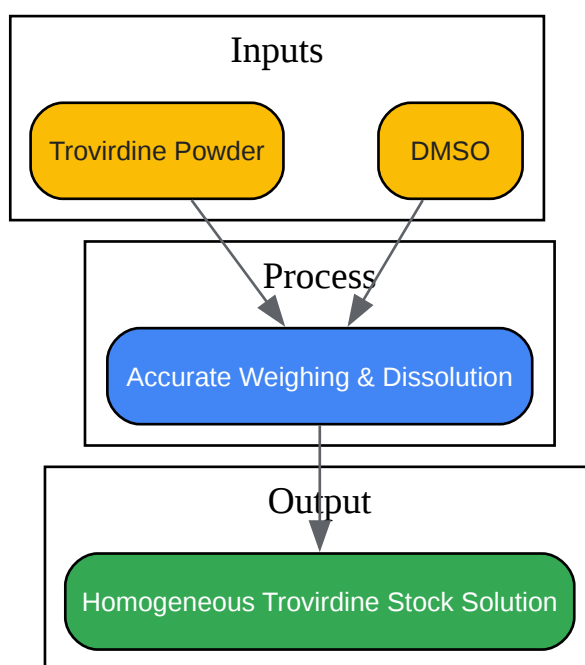 Inputs
Trovirdine Powder
DMSO
Process
Accurate Weighing & Dissolution
Output
Homogeneous Trovirdine Stock Solution